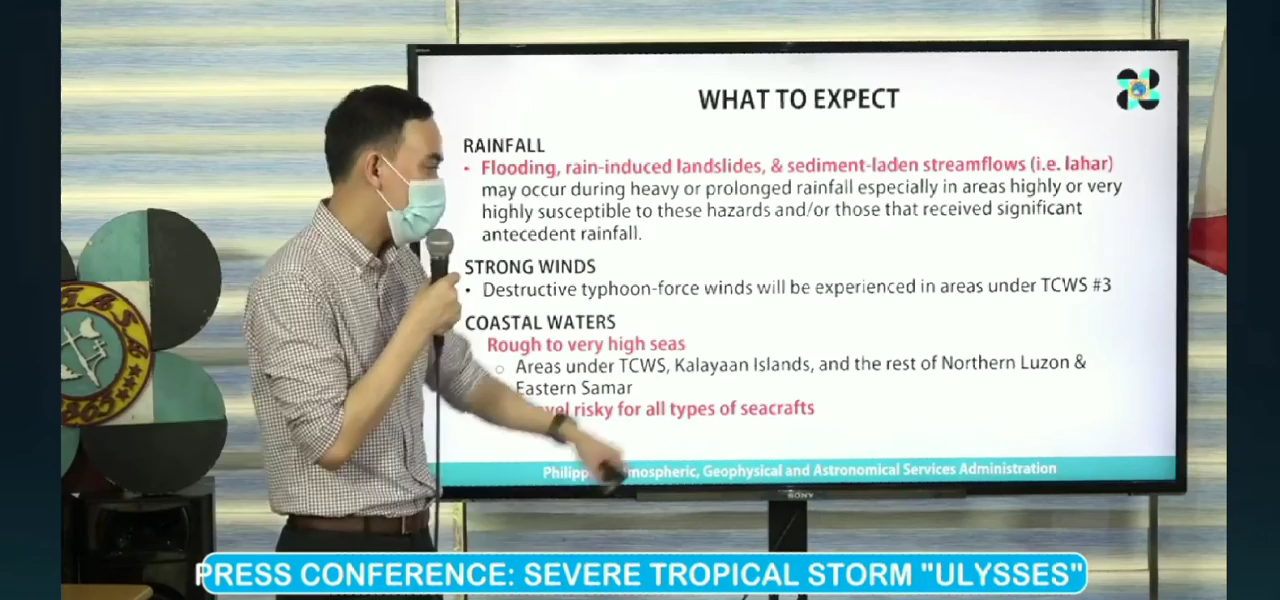 WHAT TO EXPECT
RAINFALL
• Flooding, rain-induced landslides, & sediment-laden streamflows (i.e. lahar)
may occur during heavy or prolonged rainfall especially in areas highly or very
highly susceptible to these hazards and/or those that received significant
antecedent rainfall.
STRONG WINDS
• Destructive typhoon-force winds will be experienced in areas under TCWS #3
COASTAL WATERS
Rough to very high seas
○ Areas under TCWS, Kalayaan Islands, and the rest of Northern Luzon &
Eastern Samar
risky for all types of seacrafts
Geophysical and Astronomical Services Administration
SONY
1865
PRESS CONFERENCE: SEVERE TROPICAL STORM "ULYSSES"